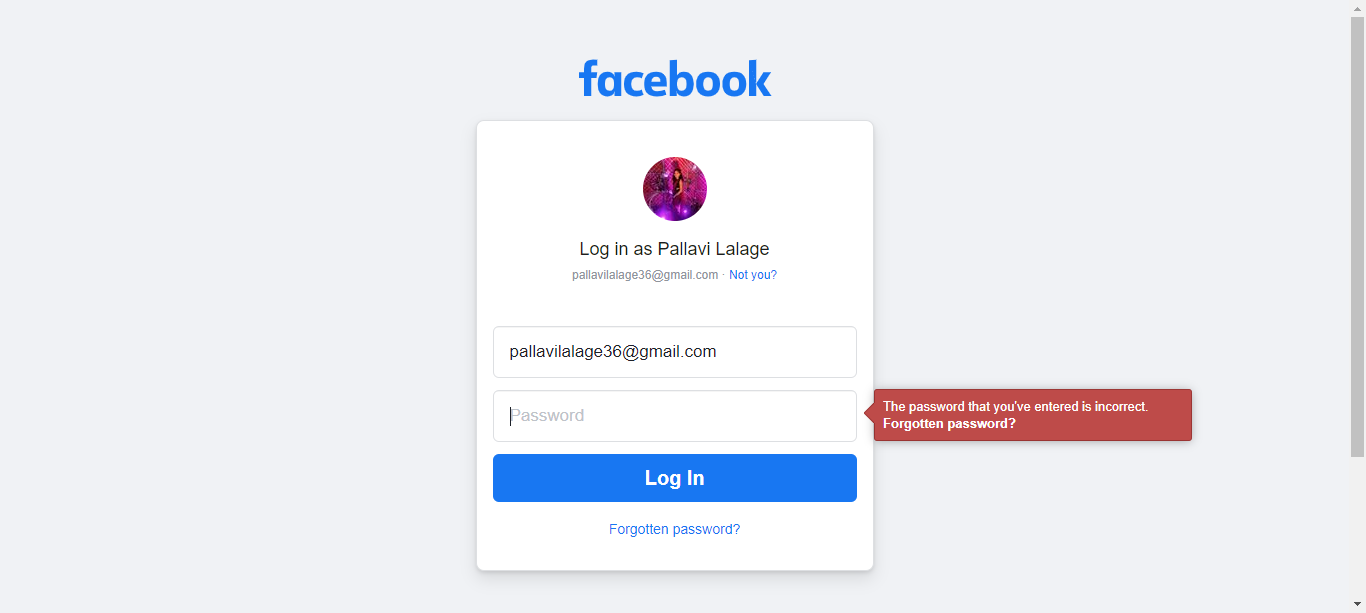 facebook
Log in as Pallavi Lalage
pallavilalage36@gmail.com · Not you?
pallavilalage36@gmail.com
Password
The password that you've entered is incorrect.
Forgotten password?
Log In
Forgotten password?